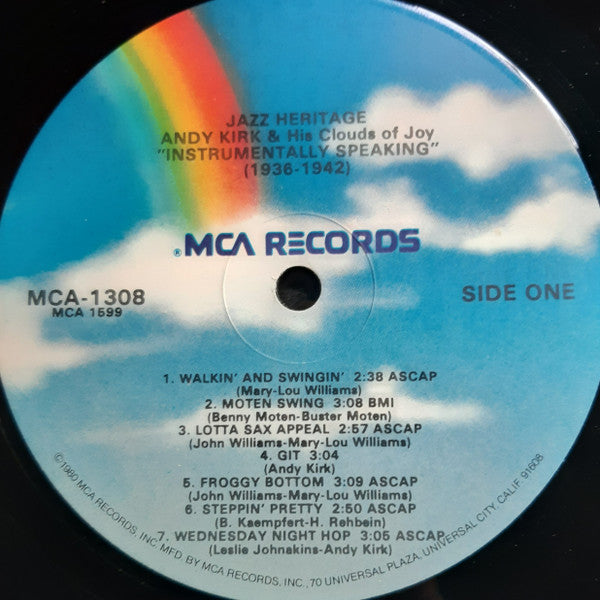 JAZZ HERITAGE
ANDY KIRK & His Clouds of Joy
"INSTRUMENTALLY SPEAKING"
(1936-1942)
®MCA RECORDS
MCA-1308
MCA 1599
SIDE ONE
1. WALKIN' AND SWINGIN' 2:38 ASCAP
(Mary-Lou Williams)
2. MOTEN SWING 3:08 BMI
(Benny Moten-Buster Moten)
3. LOTTA SAX APPEAL 2:57 ASCAP
(John Williams-Mary-Lou Williams)
4. GIT 3:04
(Andy Kirk)
5. FROGGY BOTTOM 3:09 ASCAP
(John Williams-Mary-Lou Williams)
6. STEPPIN' PRETTY 2:50 ASCAP
(B. Kaempfert-H. Rehbein)
7. WEDNESDAY NIGHT HOP 3:05 ASCAP
(Leslie Johnakins-Andy Kirk)
©1980 MCA RECORDS, INC. MFD. BY MCA RECORDS, INC., 70 UNIVERSAL PLAZA, UNIVERSAL CITY, CALIF. 91608